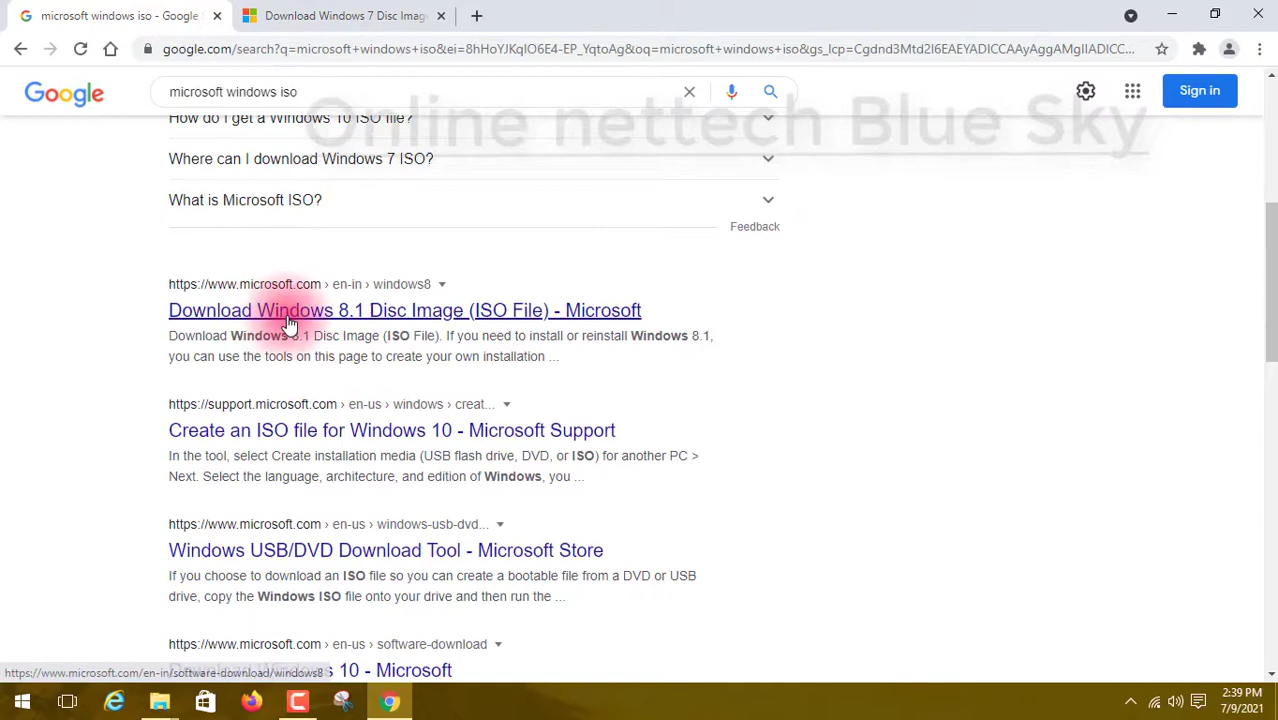 microsoft windows iso - Google
Download Windows 7 Disc Imag
google.com/search?q=microsoft+windows+iso&ei=8hHoYJKqIO6E4-EP_YqtoAg&oq=microsoft+windows+iso&gs_lcp=Cgdnd3Mtd2l6EAEYADICCAAyAggAMgIIADICC...
Google
microsoft windows iso
Sign in
Online nettech Blue Sky
How do I get a Windows 10 ISO file?
Where can I download Windows 7 ISO?
What is Microsoft ISO?
Feedback
https://www.microsoft.com › en-in › windows8
Download Windows 8.1 Disc Image (ISO File) - Microsoft
Download Windows 8.1 Disc Image (ISO File). If you need to install or reinstall Windows 8.1,
you can use the tools on this page to create your own installation ...
https://support.microsoft.com › en-us › windows › creat...
Create an ISO file for Windows 10 - Microsoft Support
In the tool, select Create installation media (USB flash drive, DVD, or ISO) for another PC >
Next. Select the language, architecture, and edition of Windows, you ...
https://www.microsoft.com › en-us › windows-usb-dvd...
Windows USB/DVD Download Tool - Microsoft Store
If you choose to download an ISO file so you can create a bootable file from a DVD or USB
drive, copy the Windows ISO file onto your drive and then run the ...
https://www.microsoft.com › en-us › software-download
Download Windows 10 - Microsoft
https://www.microsoft.com/en-in/software-download/windows8
2:39 PM
7/9/2021